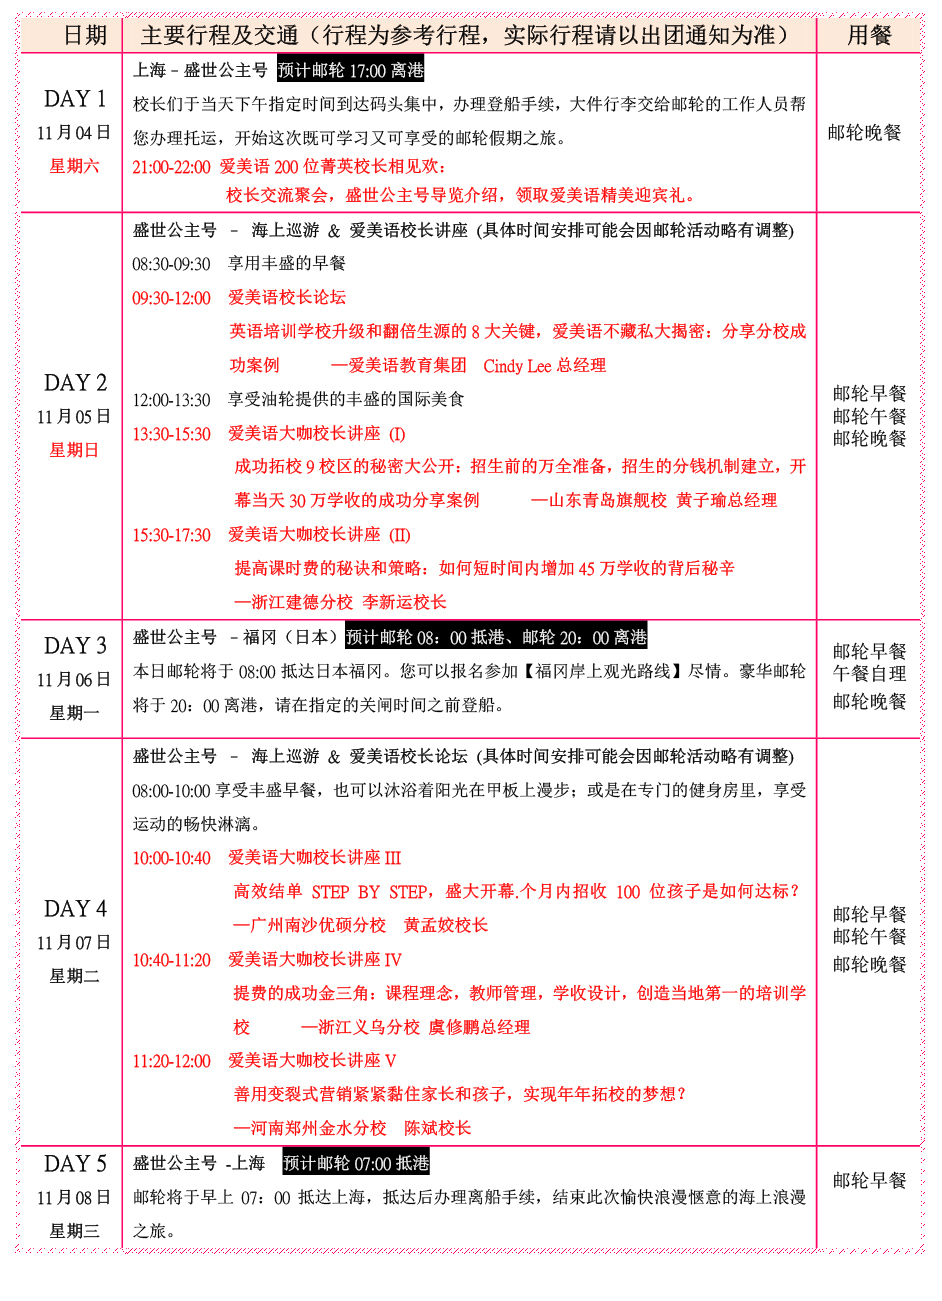 日期 主要行程及交通（行程为参考行程，实际行程请以出团通知为准） 用餐
DAY 1
11月04日
星期六
上海－盛世公主号 预计邮轮 17:00 离港
校长们于当天下午指定时间到达码头集中，办理登船手续，大件行李交给邮轮的工作人员帮
您办理托运，开始这次既可学习又可享受的邮轮假期之旅。
21:00-22:00 爱美语 200 位菁英校长相见欢：
校长交流聚会，盛世公主号导览介绍，领取爱美语精美迎宾礼。
邮轮晚餐
DAY 2
11月05日
星期日
盛世公主号 － 海上巡游 & 爱美语校长讲座 (具体时间安排可能会因邮轮活动略有调整)
08:30-09:30 享用丰盛的早餐
09:30-12:00 爱美语校长论坛
英语培训学校升级和翻倍生源的 8 大关键，爱美语不藏私大揭密：分享分校成
功案例 —爱美语教育集团 Cindy Lee 总经理
12:00-13:30 享受油轮提供的丰盛的国际美食
13:30-15:30 爱美语大咖校长讲座 (I)
成功拓校 9 校区的秘密大公开：招生前的万全准备，招生的分钱机制建立，开
幕当天 30 万学收的成功分享案例 —山东青岛旗舰校 黄子瑜总经理
15:30-17:30 爱美语大咖校长讲座 (II)
提高课时费的秘诀和策略：如何短时间内增加 45 万学收的背后秘辛
—浙江建德分校 李新运校长
邮轮早餐
邮轮午餐
邮轮晚餐
DAY 3
11月06日
星期一
盛世公主号 －福冈（日本）预计邮轮 08：00 抵港、邮轮 20：00 离港
本日邮轮将于 08:00 抵达日本福冈。您可以报名参加【福冈岸上观光路线】尽情。豪华邮轮
将于 20：00 离港，请在指定的关闸时间之前登船。
邮轮早餐
午餐自理
邮轮晚餐
DAY 4
11月07日
星期二
盛世公主号 － 海上巡游 & 爱美语校长论坛 (具体时间安排可能会因邮轮活动略有调整)
08:00-10:00 享受丰盛早餐，也可以沐浴着阳光在甲板上漫步；或是在专门的健身房里，享受
运动的畅快淋漓。
10:00-10:40 爱美语大咖校长讲座 III
高效结单 STEP BY STEP，盛大开幕.个月内招收 100 位孩子是如何达标？
—广州南沙优硕分校 黄孟姣校长
10:40-11:20 爱美语大咖校长讲座 IV
提费的成功金三角：课程理念，教师管理，学收设计，创造当地第一的培训学
校 —浙江义乌分校 虞修鹏总经理
11:20-12:00 爱美语大咖校长讲座 V
善用变裂式营销紧紧黏住家长和孩子，实现年年拓校的梦想？
—河南郑州金水分校 陈斌校长
邮轮早餐
邮轮午餐
邮轮晚餐
DAY 5
11月08日
星期三
盛世公主号 -上海 预计邮轮 07:00 抵港
邮轮将于早上 07：00 抵达上海，抵达后办理离船手续，结束此次愉快浪漫惬意的海上浪漫
之旅。
邮轮早餐